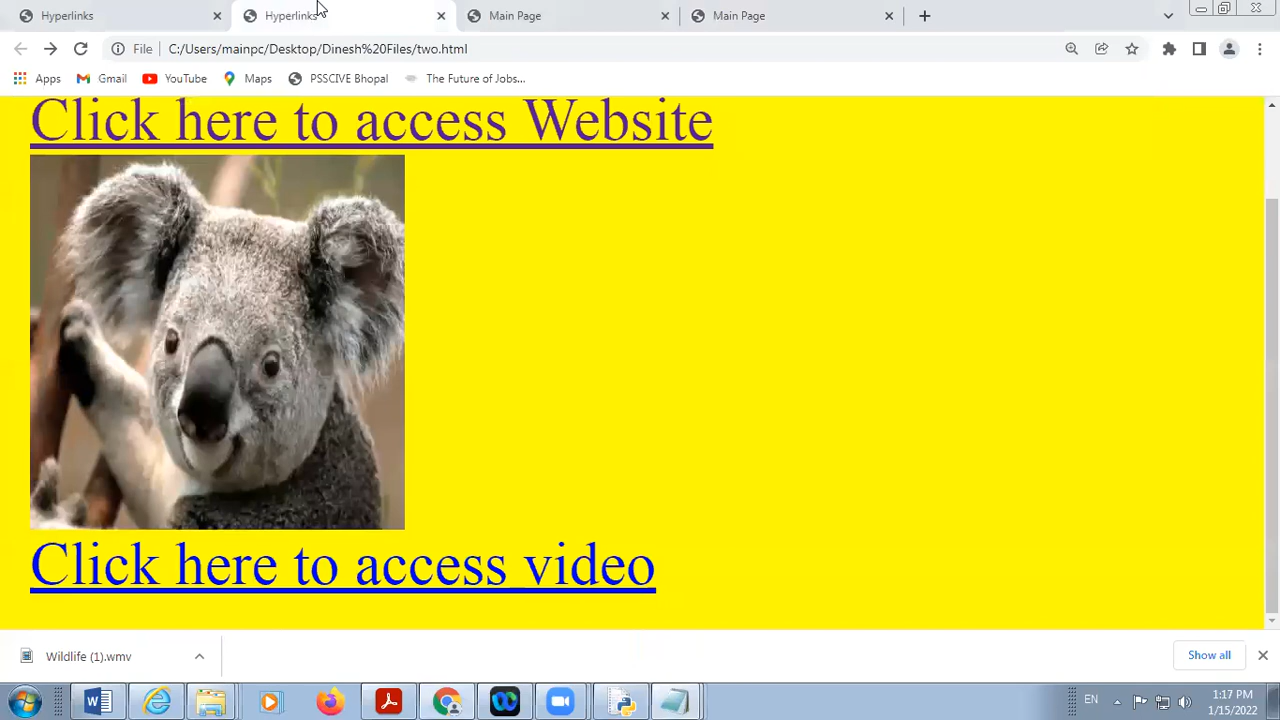 Hyperlinks
Hyperlinks
Main Page
Main Page
File C:/Users/mainpc/Desktop/Dinesh%20Files/two.html
Apps Gmail YouTube Maps PSSCIVE Bhopal The Future of Jobs...
Click here to access Website
Click here to access video
Wildlife (1).wmv
Show all
EN
1:17 PM
1/15/2022